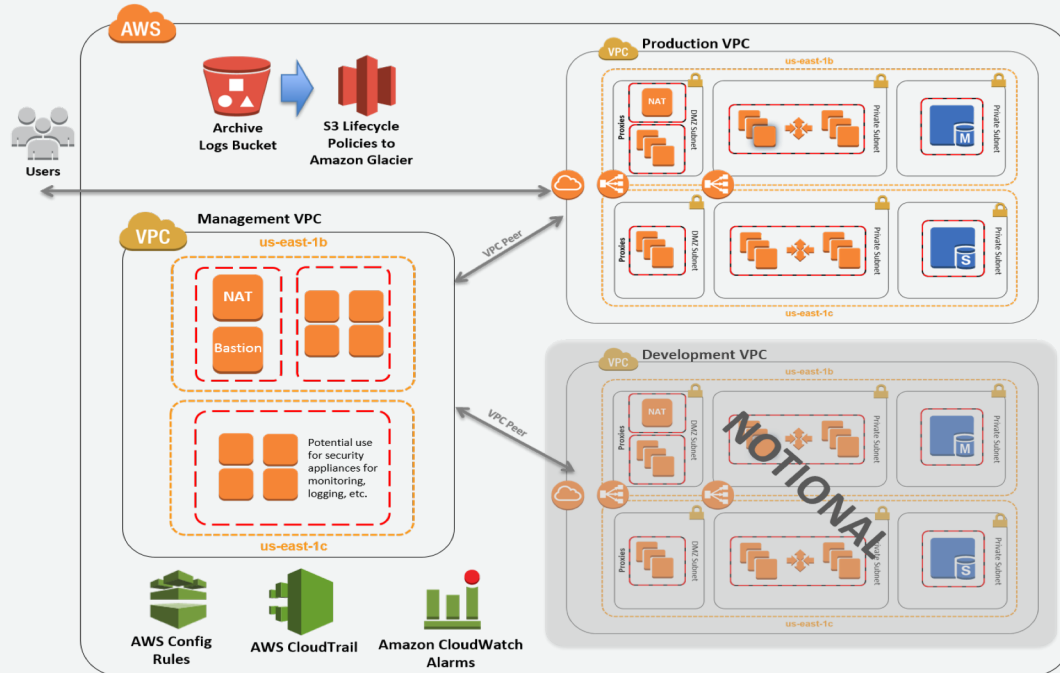 AWS
Users
Archive
Logs Bucket
S3 Lifecycle
Policies to
Amazon Glacier
VPC
Production VPC
us-east-1b
NAT
Proxies
DMZ Subnet
Private Subnet
M
Private Subnet
Proxies
DMZ Subnet
Private Subnet
S
Private Subnet
us-east-1c
VPC Peer
VPC
Management VPC
us-east-1b
NAT
Bastion
Potential use
for security
appliances for
monitoring,
logging, etc.
us-east-1c
VPC Peer
VPC
Development VPC
us-east-1b
NAT
Proxies
DMZ Subnet
Private Subnet
M
Private Subnet
NOTIONAL
Proxies
DMZ Subnet
Private Subnet
S
Private Subnet
us-east-1c
AWS Config
Rules
AWS CloudTrail
Amazon CloudWatch
Alarms